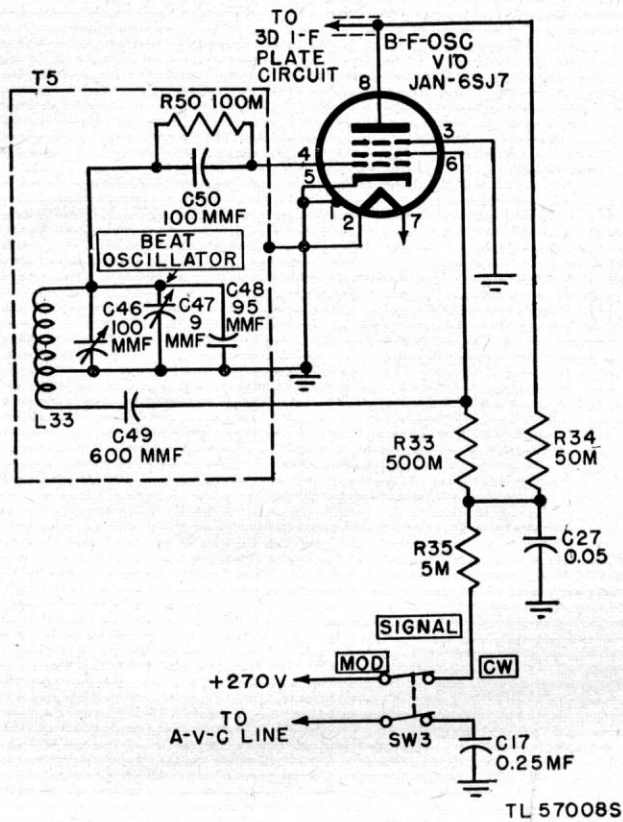 TO
3D I-F
PLATE
CIRCUIT
B-F-OSC
V10
JAN-6SJ7
T5
R50 100M
8
3
4
6
5
2
7
C50
100 MMF
BEAT
OSCILLATOR
C46
100
MMF
C47
9
MMF
C48
95
MMF
L33
C49
600 MMF
R33
500M
R34
50M
R35
5M
C27
0.05
SIGNAL
MOD
CW
+270V
TO
A-V-C LINE
SW3
C17
0.25MF
TL 57008S